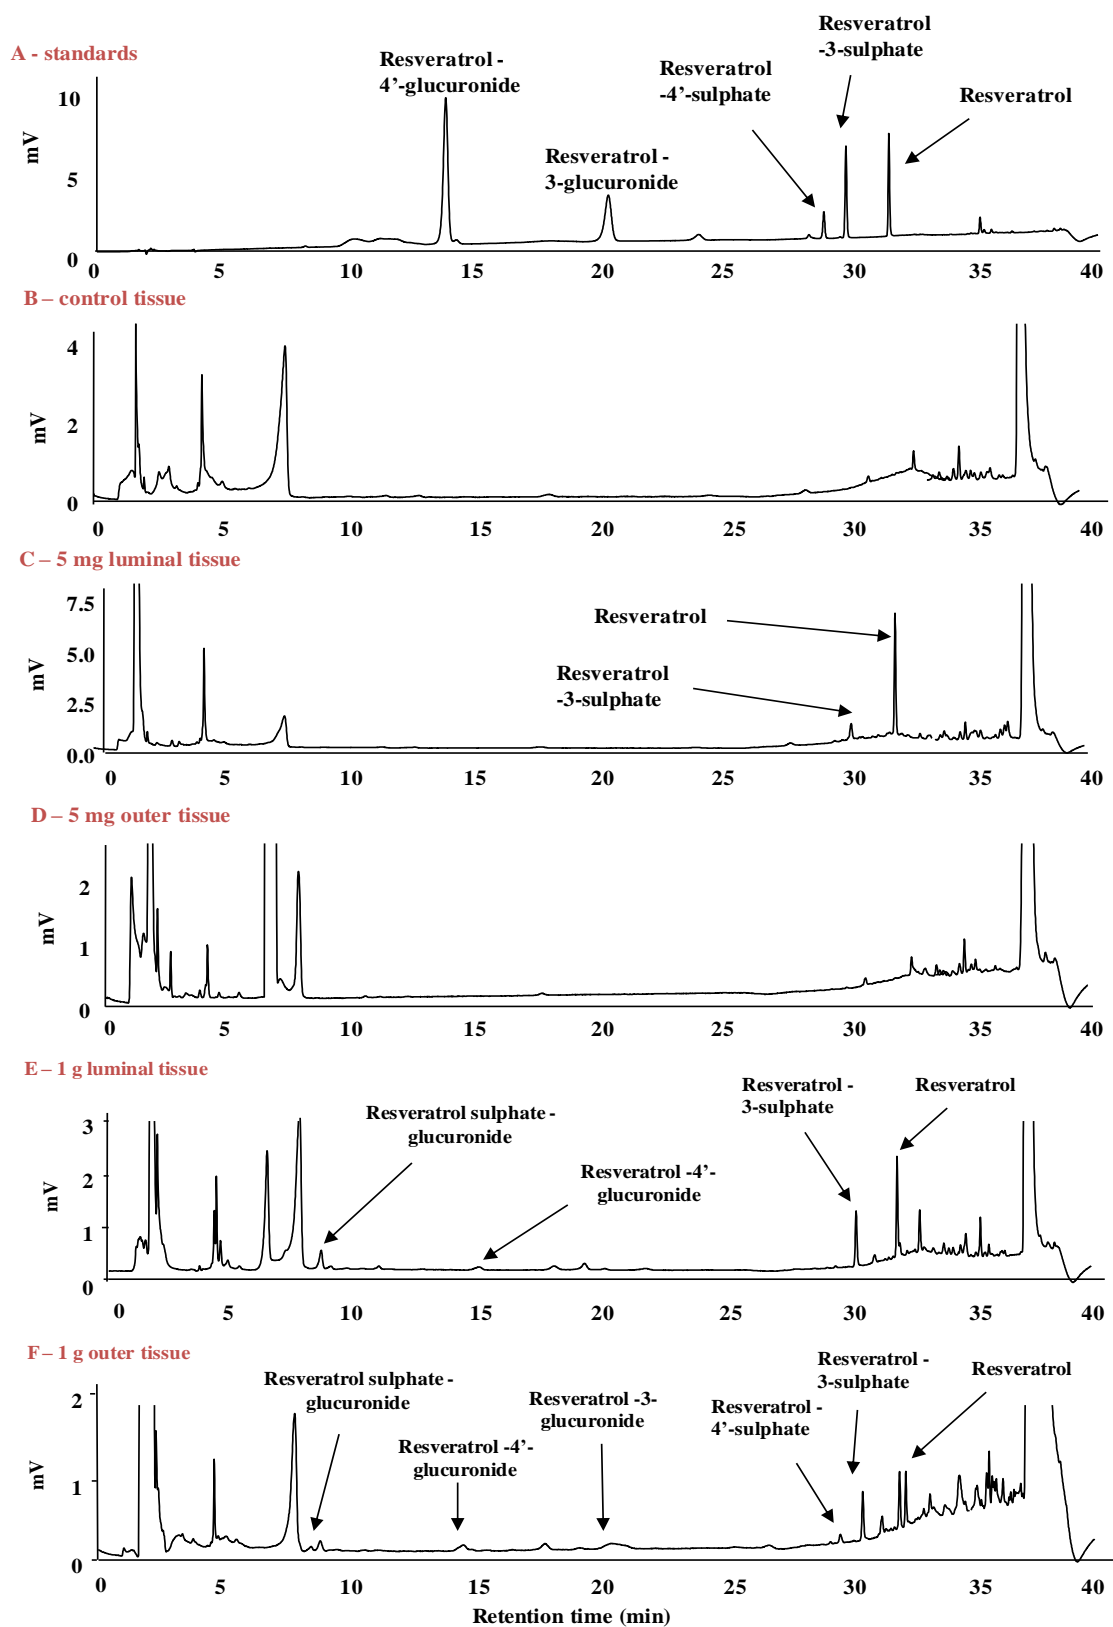 A - standards
Resveratrol -
4’-glucuronide
Resveratrol -
3-glucuronide
Resveratrol
-4’-sulphate
Resveratrol
-3-sulphate
Resveratrol
mV
10
5
0
0 5 10 15 20 25 30 35 40
B – control tissue
mV
4
2
0
0 5 10 15 20 25 30 35 40
C – 5 mg luminal tissue
Resveratrol
Resveratrol
-3-sulphate
mV
7.5
5.0
2.5
0.0
0 5 10 15 20 25 30 35 40
D – 5 mg outer tissue
mV
2
1
0
0 5 10 15 20 25 30 35 40
E – 1 g luminal tissue
Resveratrol sulphate -
glucuronide
Resveratrol -4’-
glucuronide
Resveratrol -
3-sulphate
Resveratrol
mV
3
2
1
0
0 5 10 15 20 25 30 35 40
F – 1 g outer tissue
Resveratrol sulphate -
glucuronide
Resveratrol -4’-
glucuronide
Resveratrol -3-
glucuronide
Resveratrol -
4’-sulphate
Resveratrol -
3-sulphate
Resveratrol
mV
2
1
0
0 5 10 15 20 25 30 35 40
Retention time (min)